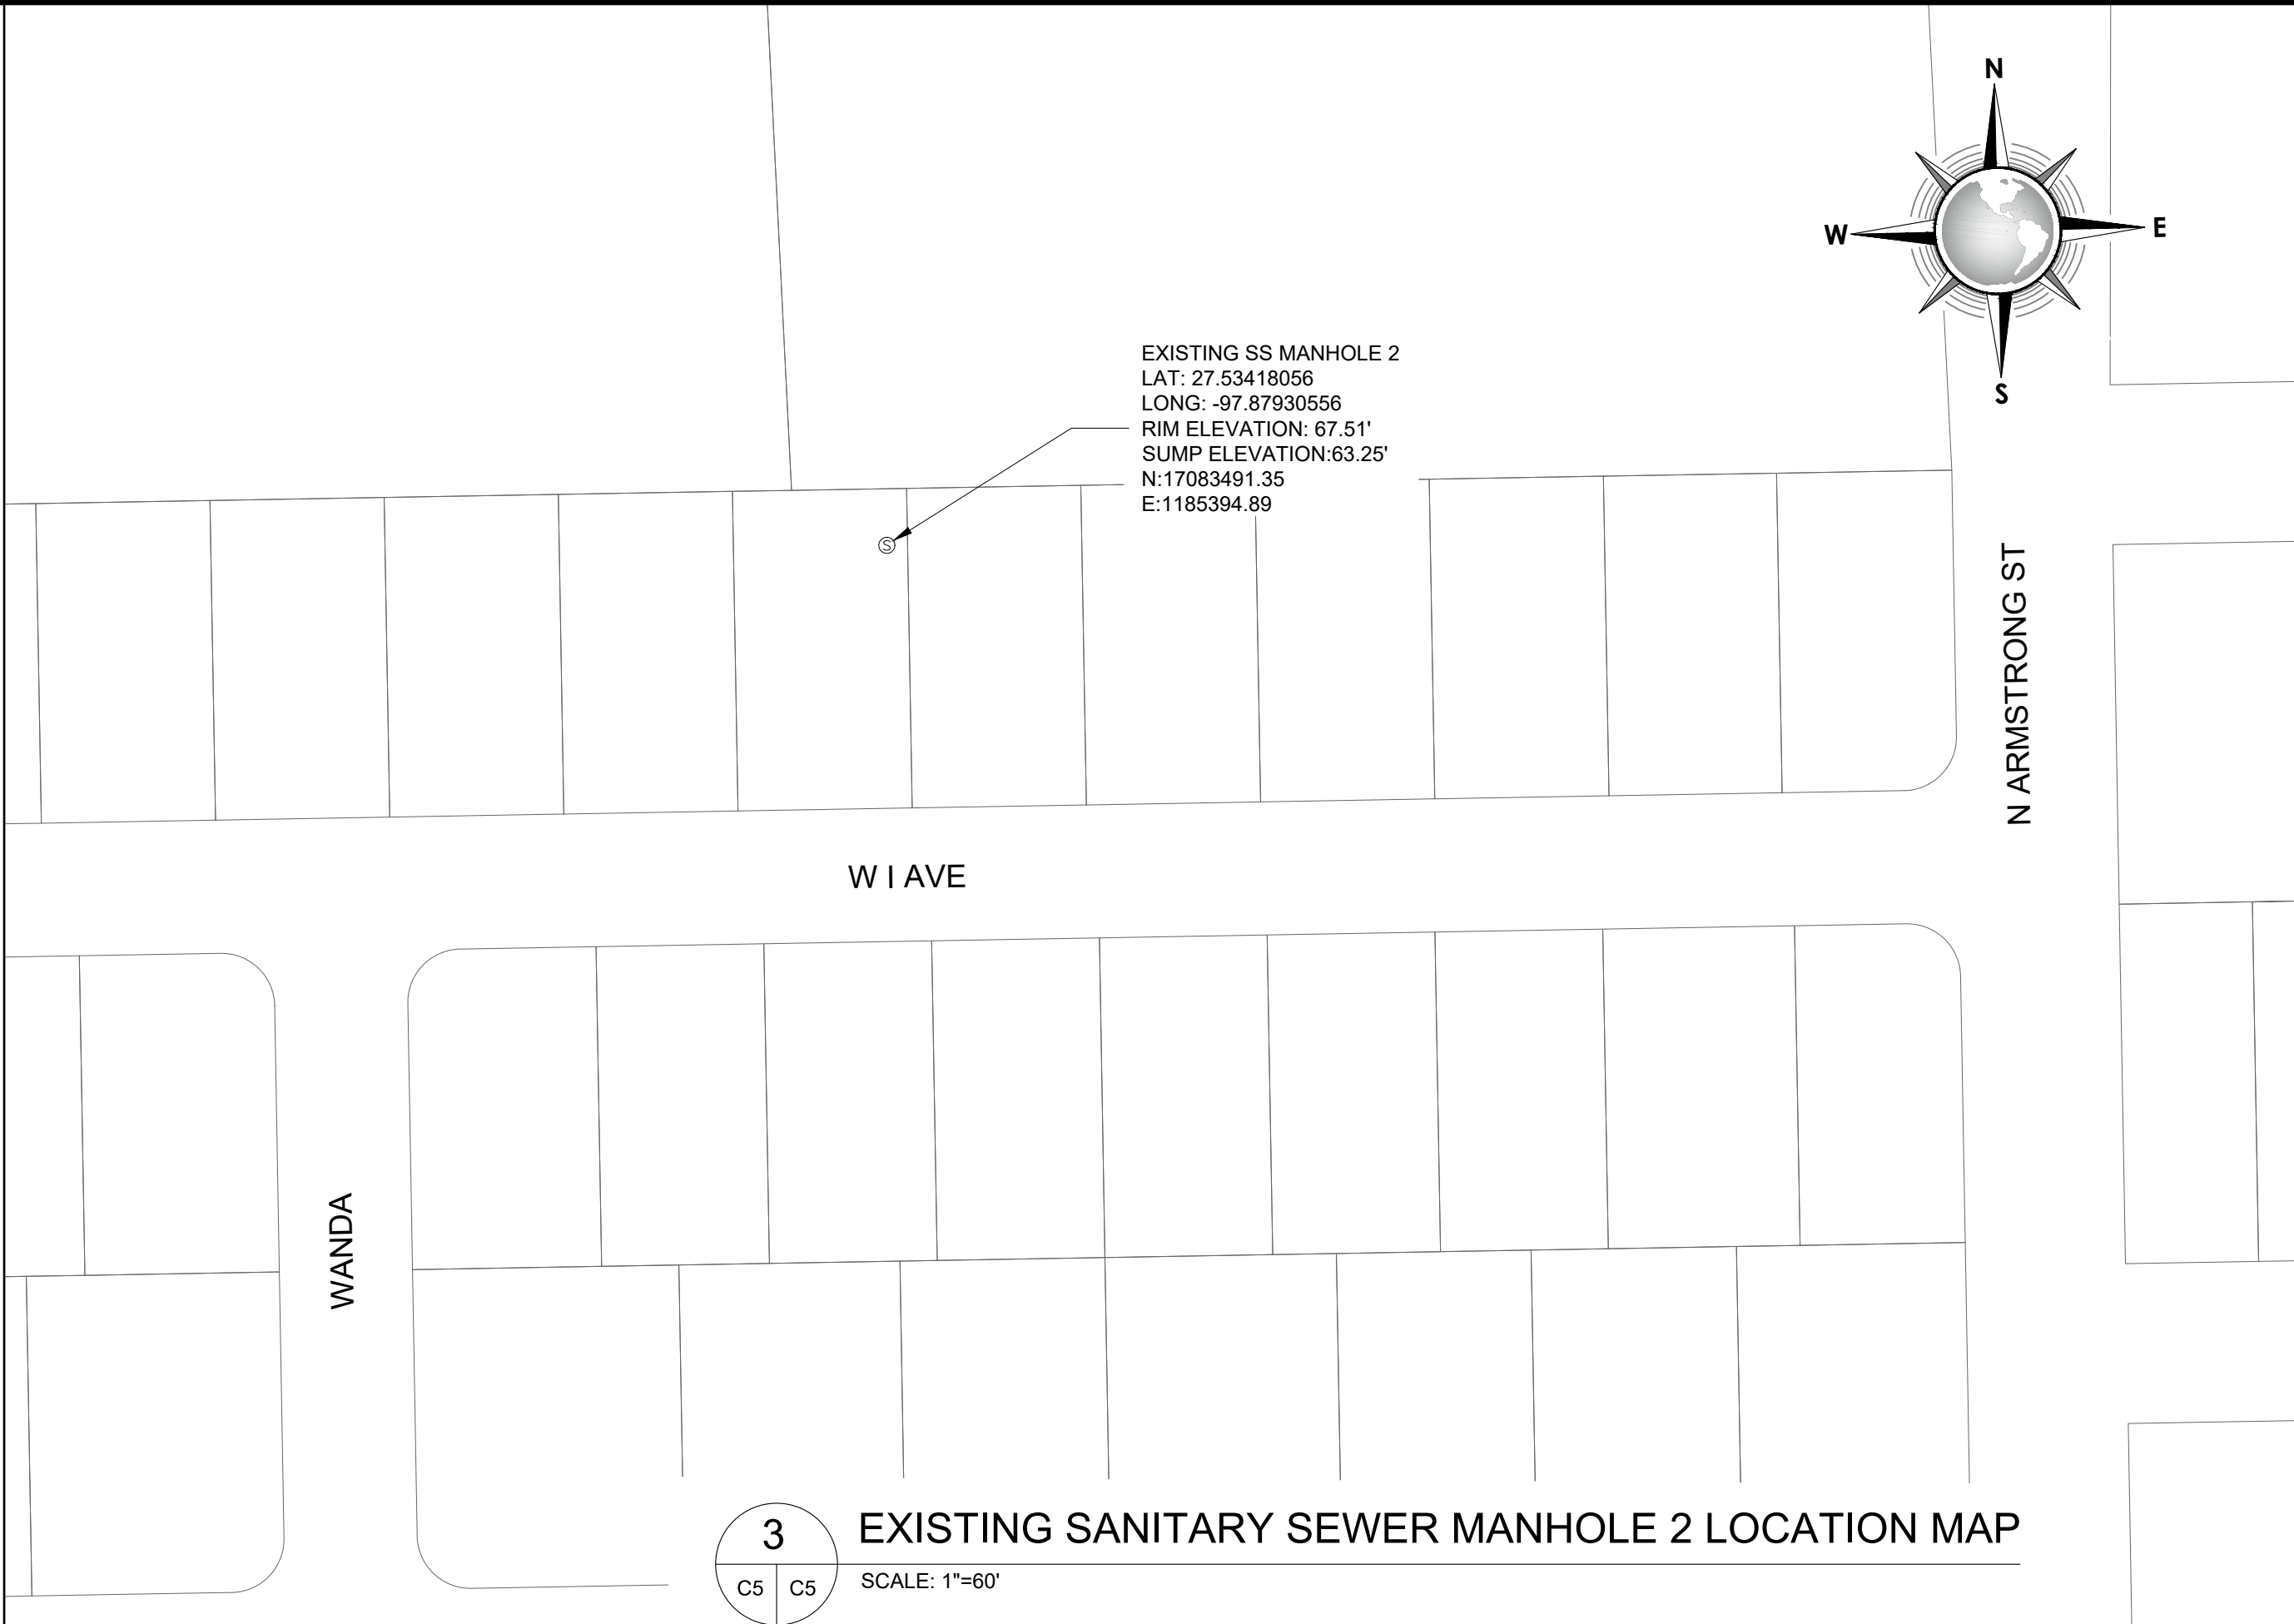 N
W
E
S
EXISTING SS MANHOLE 2
LAT: 27.53418056
LONG: -97.87930556
RIM ELEVATION: 67.51'
SUMP ELEVATION:63.25'
N:17083491.35
E:1185394.89
S
N ARMSTRONG ST
W I AVE
WANDA
3
C5 C5
EXISTING SANITARY SEWER MANHOLE 2 LOCATION MAP
SCALE: 1"=60'